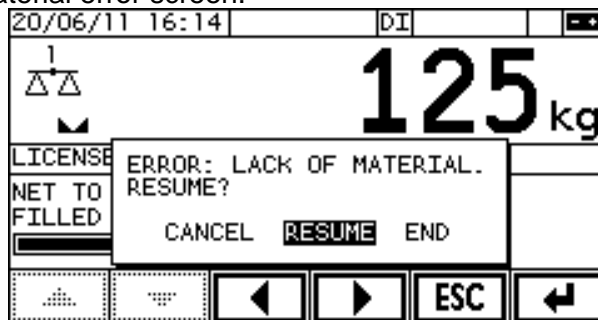 aterial error screen.
20/06/11 16:14 DI
1
125 kg
LICENSE
ERROR: LACK OF MATERIAL.
NET TO
RESUME?
FILLED
CANCEL RESUME END
ESC